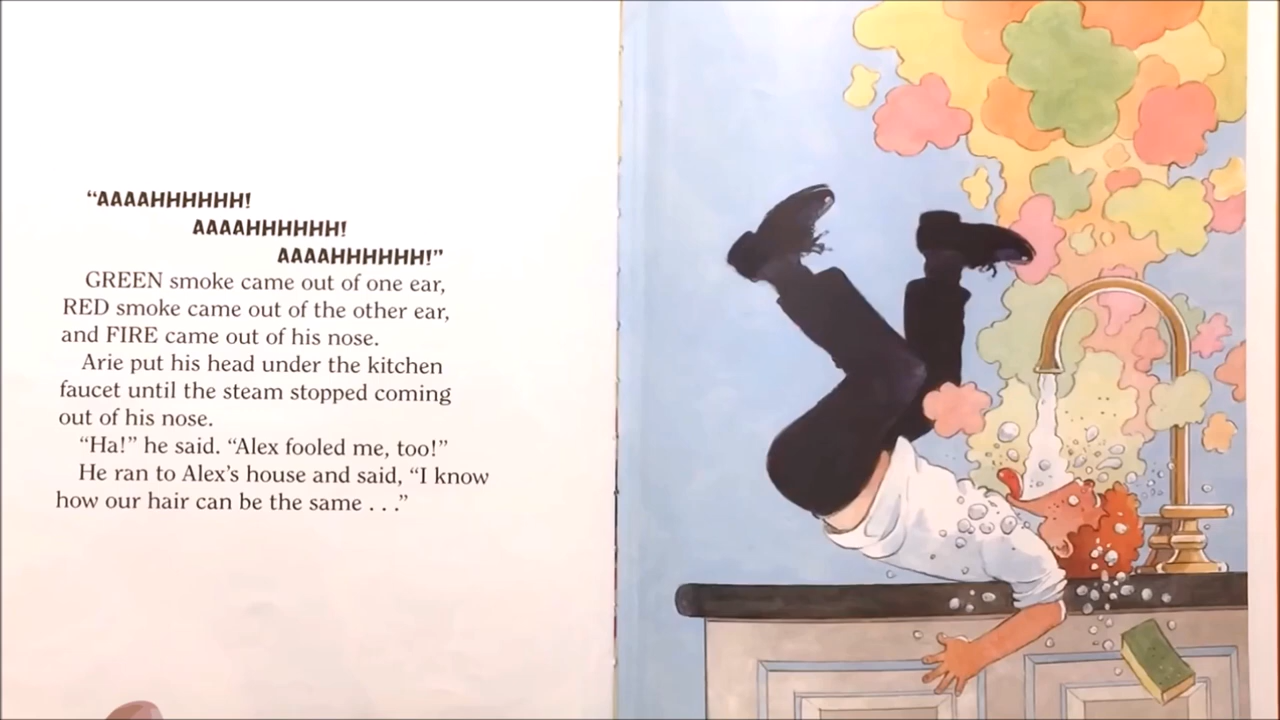 “AAAAHHHHHH!
AAAAHHHHHH!
AAAAHHHHHH!”
GREEN smoke came out of one ear,
RED smoke came out of the other ear,
and FIRE came out of his nose.
Arie put his head under the kitchen
faucet until the steam stopped coming
out of his nose.
“Ha!” he said. “Alex fooled me, too!”
He ran to Alex’s house and said, “I know
how our hair can be the same . . .”